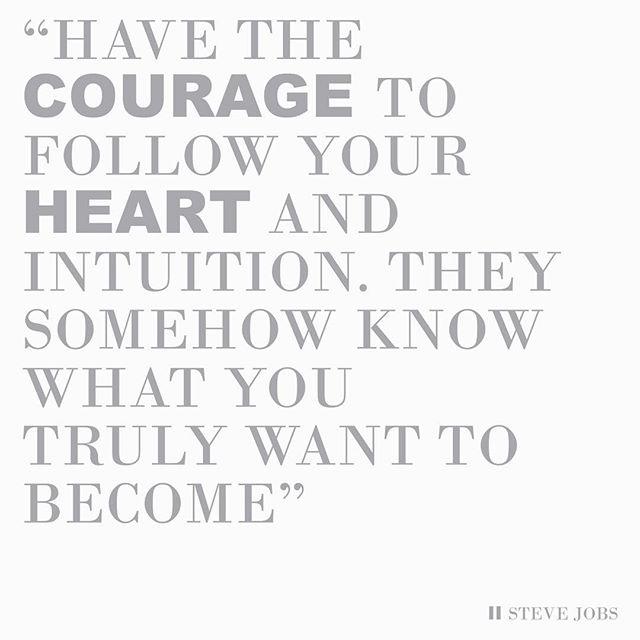 “HAVE THE
COURAGE TO
FOLLOW YOUR
HEART AND
INTUITION. THEY
SOMEHOW KNOW
WHAT YOU
TRULY WANT TO
BECOME”
STEVE JOBS